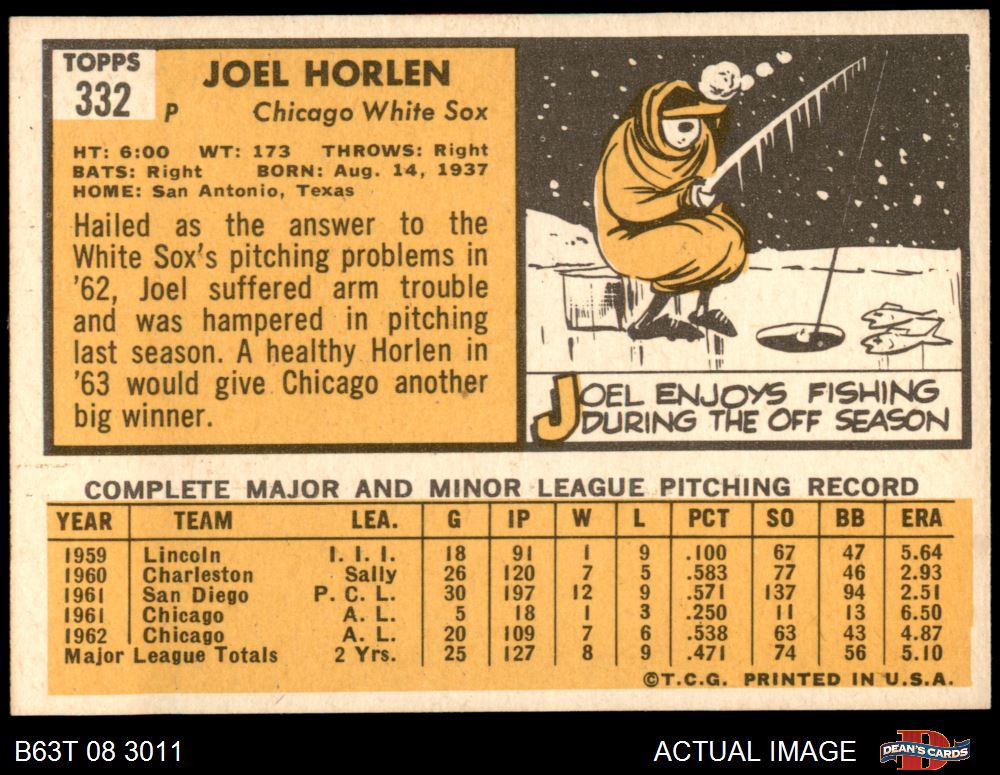 TOPPS
332
P
JOEL HORLEN
Chicago White Sox
HT: 6:00 WT: 173 THROWS: Right
BATS: Right BORN: Aug. 14, 1937
HOME: San Antonio, Texas
Hailed as the answer to the
White Sox's pitching problems in
'62, Joel suffered arm trouble
and was hampered in pitching
last season. A healthy Horlen in
'63 would give Chicago another
big winner.
JOEL ENJOYS FISHING
DURING THE OFF SEASON
COMPLETE MAJOR AND MINOR LEAGUE PITCHING RECORD
YEAR TEAM LEA. G IP W L PCT SO BB ERA
1959 Lincoln I. I. I. 18 91 1 9 .100 67 47 5.64
1960 Charleston Sally 26 120 7 5 .583 77 46 2.93
1961 San Diego P. C. L. 30 197 12 9 .571 137 94 2.51
1961 Chicago A. L. 5 18 1 3 .250 11 13 6.50
1962 Chicago A. L. 20 109 7 6 .538 63 43 4.87
Major League Totals 2 Yrs. 25 127 8 9 .471 74 56 5.10
©T.C.G. PRINTED IN U.S.A.
B63T 08 3011
ACTUAL IMAGE
DEAN'S CARDS